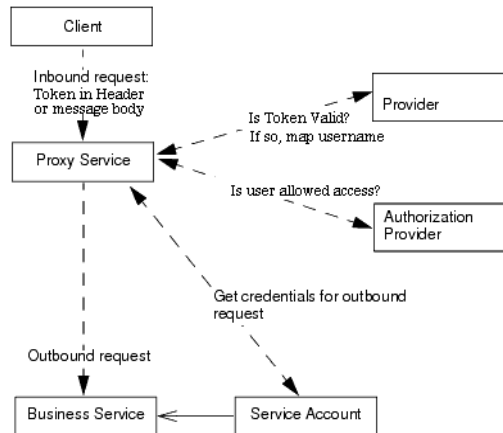 Client
Inbound request:
Token in Header
or message body
Provider
Is Token Valid?
If so, map username
Proxy Service
Is user allowed access?
Authorization
Provider
Get credentials for outbound
request
Outbound request
Business Service
Service Account